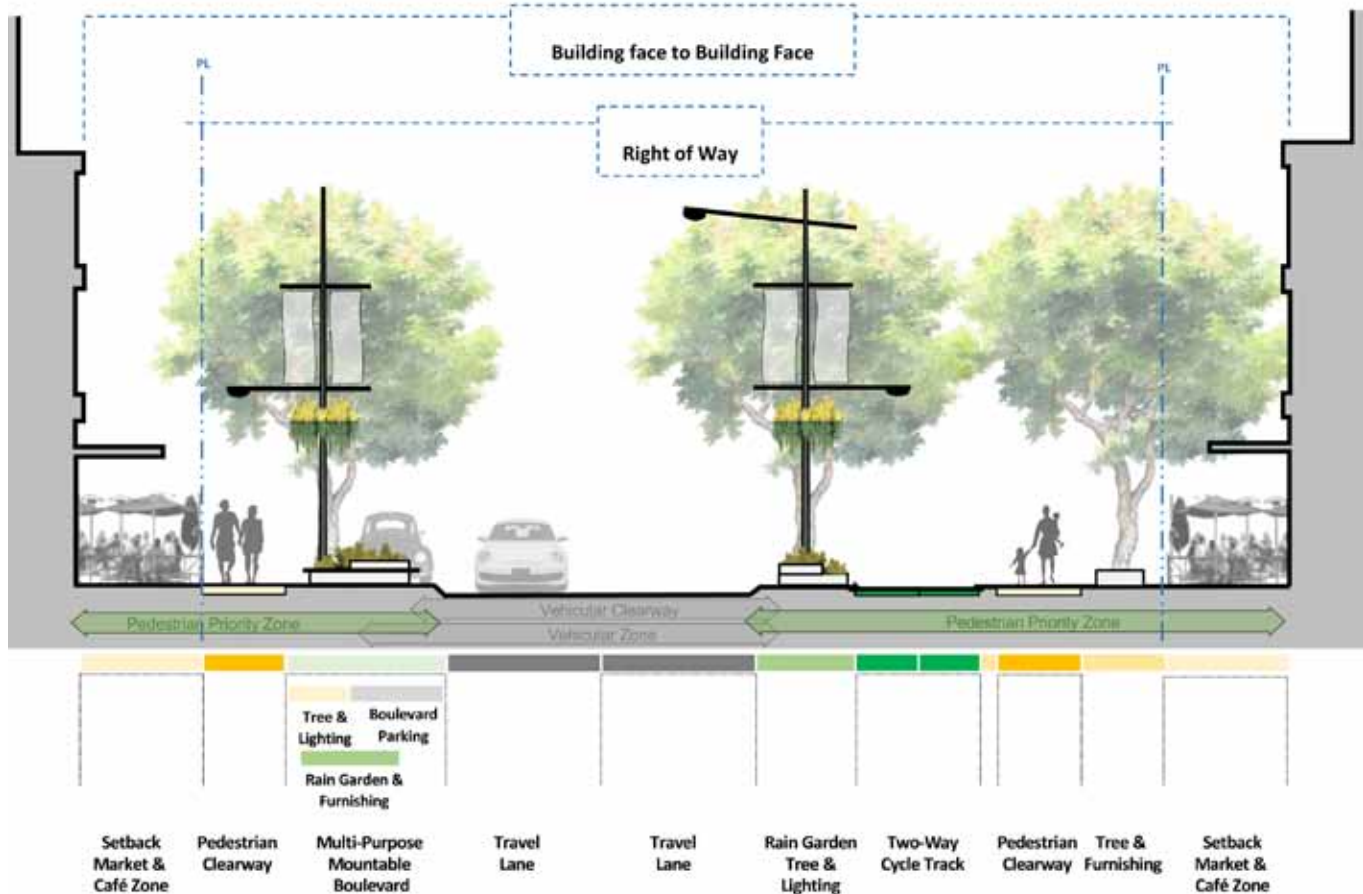 Building face to Building Face
PL
PL
Right of Way
Vehicular Clearway
Pedestrian Priority Zone
Pedestrian Priority Zone
Vehicular Zone
Tree &
Lighting
Boulevard
Parking
Rain Garden &
Furnishing
Setback
Market &
Café Zone
Pedestrian
Clearway
Multi-Purpose
Mountable
Boulevard
Travel
Lane
Travel
Lane
Rain Garden
Tree &
Lighting
Two-Way
Cycle Track
Pedestrian
Clearway
Tree &
Furnishing
Setback
Market &
Café Zone